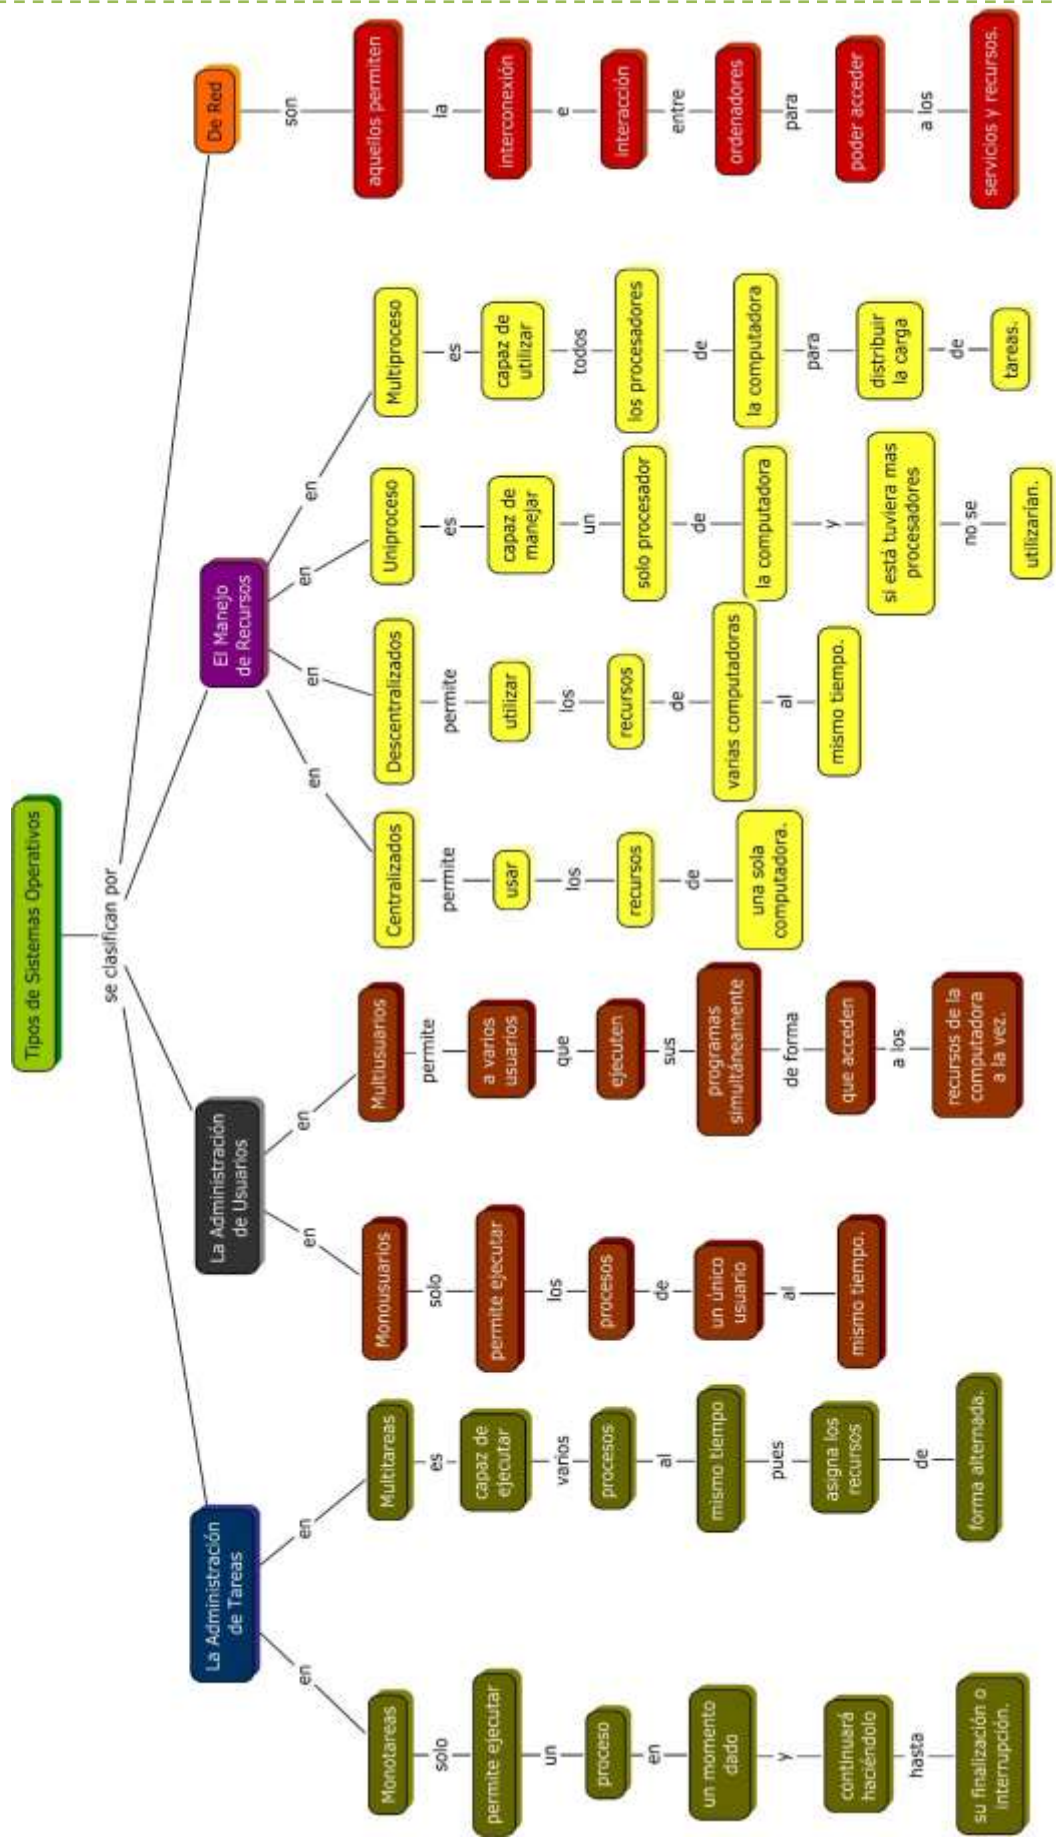 Tipos de Sistemas Operativos
se clasifican por
La Administración
de Tareas
en
Monotareas
solo
permite ejecutar
un
proceso
en
un momento
dado
y
continuará
haciéndolo
hasta
su finalización o
interrupción.
en
Multitareas
es
capaz de
ejecutar
varios
procesos
al
mismo tiempo
pues
asigna los
recursos
de
forma alternada.
La Administración
de Usuarios
en
Monousuarios
solo
permite ejecutar
los
procesos
de
un único
usuario
al
mismo tiempo.
en
Multiusuarios
permite
a varios
usuarios
que
ejecuten
sus
programas
simultáneamente
de forma
que acceden
a los
recursos de la
computadora
a la vez.
El Manejo
de Recursos
en
Centralizados
permite
usar
los
recursos
de
una sola
computadora.
en
Descentralizados
permite
utilizar
los
recursos
de
varias computadoras
al
mismo tiempo.
en
Uniproceso
es
capaz de
manejar
un
solo procesador
de
la computadora
y
si está tuviera mas
procesadores
no se
utilizarían.
en
Multiproceso
es
capaz de
utilizar
todos
los procesadores
de
la computadora
para
distribuir
la carga
de
tareas.
De Red
son
aquellos permiten
la
interconexión
e
interacción
entre
ordenadores
para
poder acceder
a los
servicios y recursos.